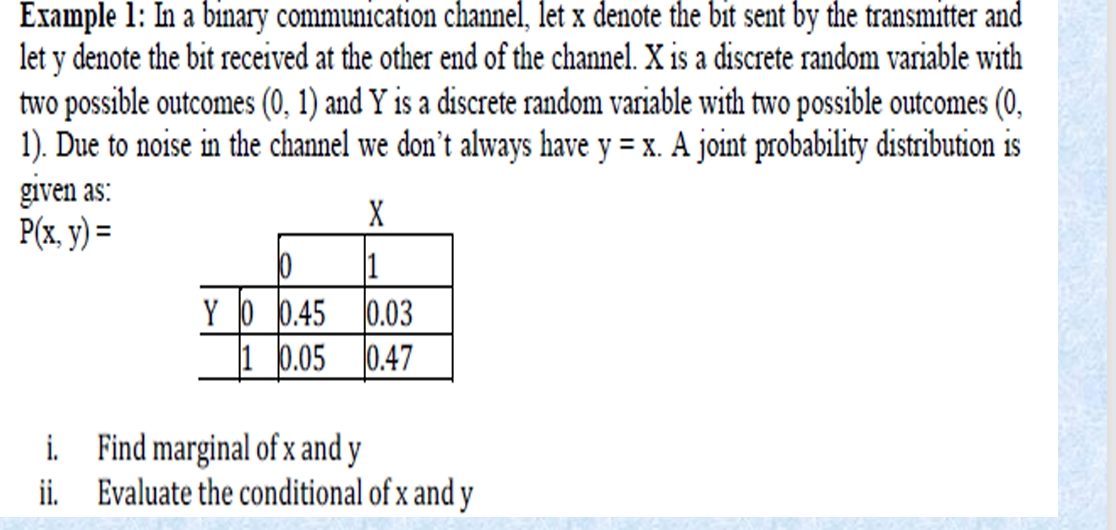 Example 1: In a binary communication channel, let x denote the bit sent by the transmitter and
let y denote the bit received at the other end of the channel. X is a discrete random variable with
two possible outcomes (0, 1) and Y is a discrete random variable with two possible outcomes (0,
1). Due to noise in the channel we don't always have y = x. A joint probability distribution is
given as:
X
P(x, y) =
0 1
Y 0 0.45 0.03
1 0.05 0.47
i. Find marginal of x and y
ii. Evaluate the conditional of x and y